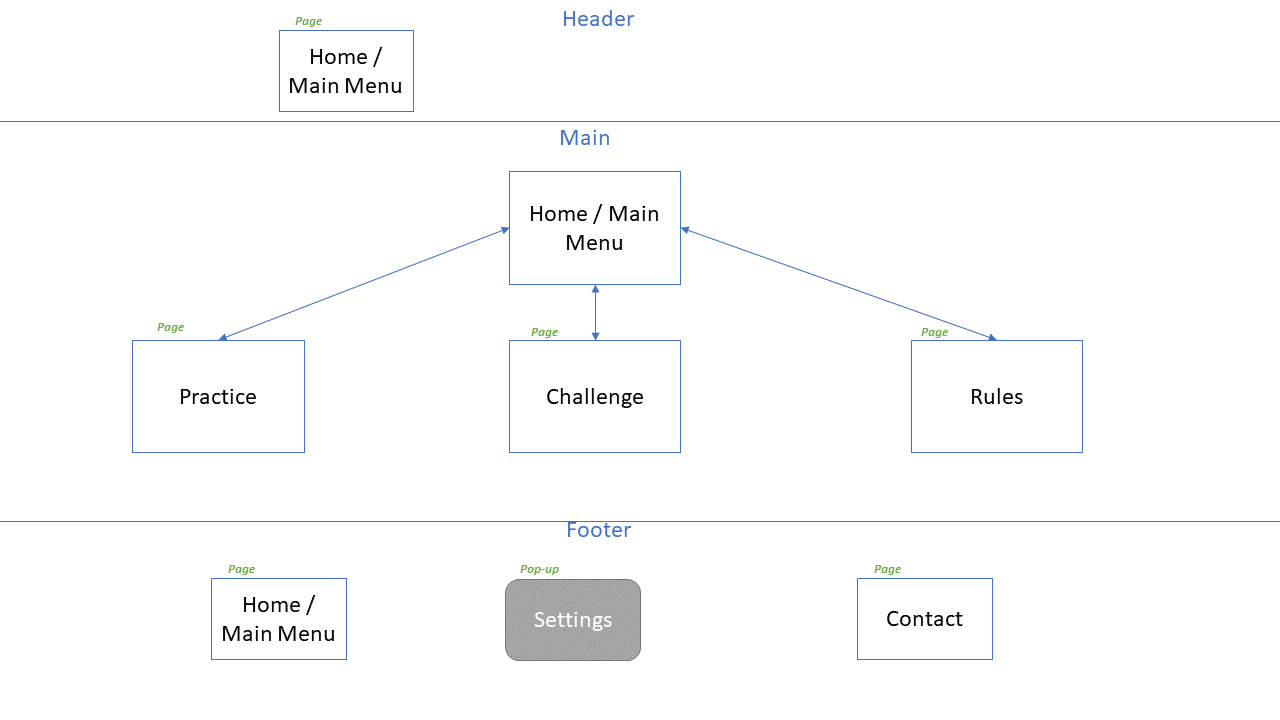 Header
Page
Home /
Main Menu
Main
Home / Main
Menu
Page
Practice
Page
Challenge
Page
Rules
Footer
Page
Home /
Main Menu
Pop-up
Settings
Page
Contact